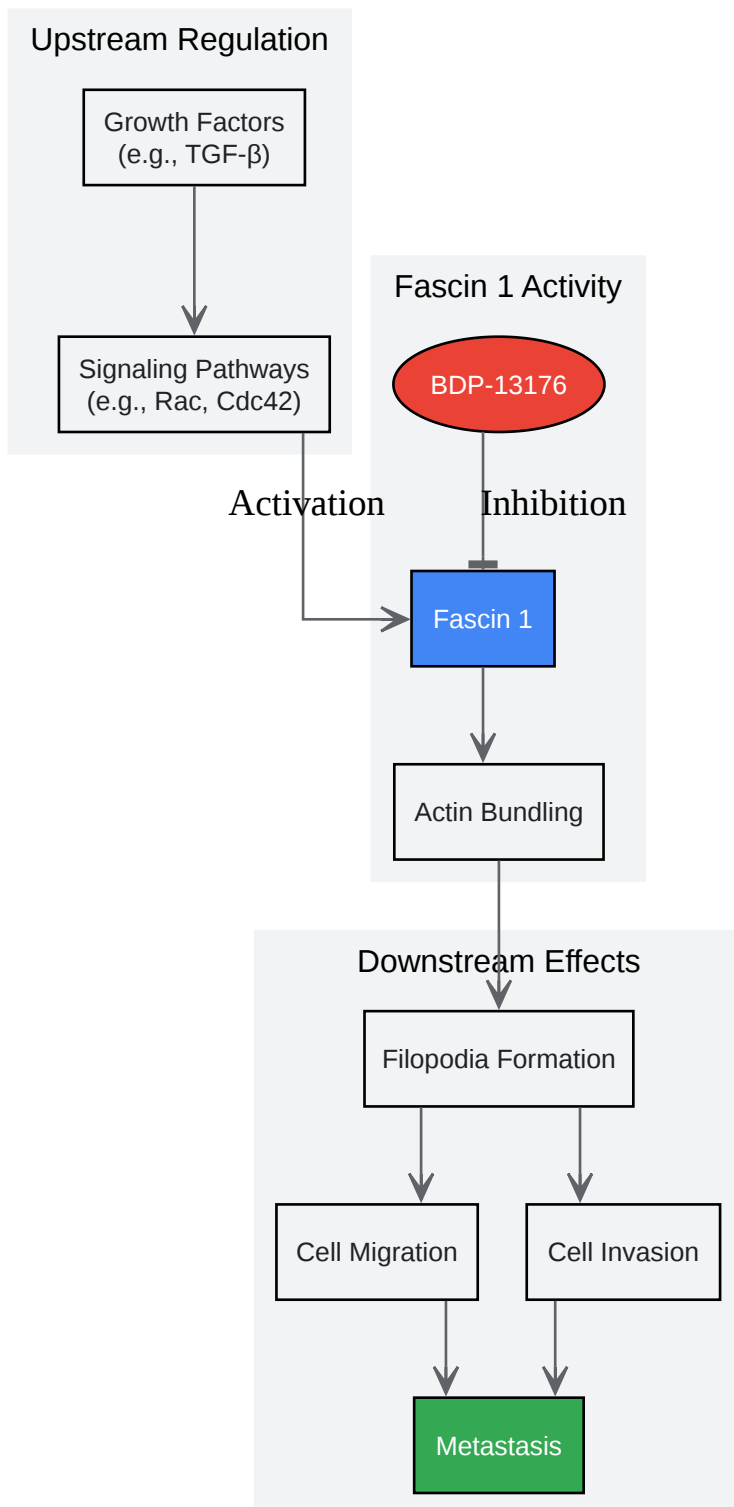 Upstream Regulation
Growth Factors
(e.g., TGF-β)
Signaling Pathways
(e.g., Rac, Cdc42)
Fascin 1 Activity
BDP-13176
Activation
Inhibition
Fascin 1
Actin Bundling
Downstream Effects
Filopodia Formation
Cell Migration
Cell Invasion
Metastasis